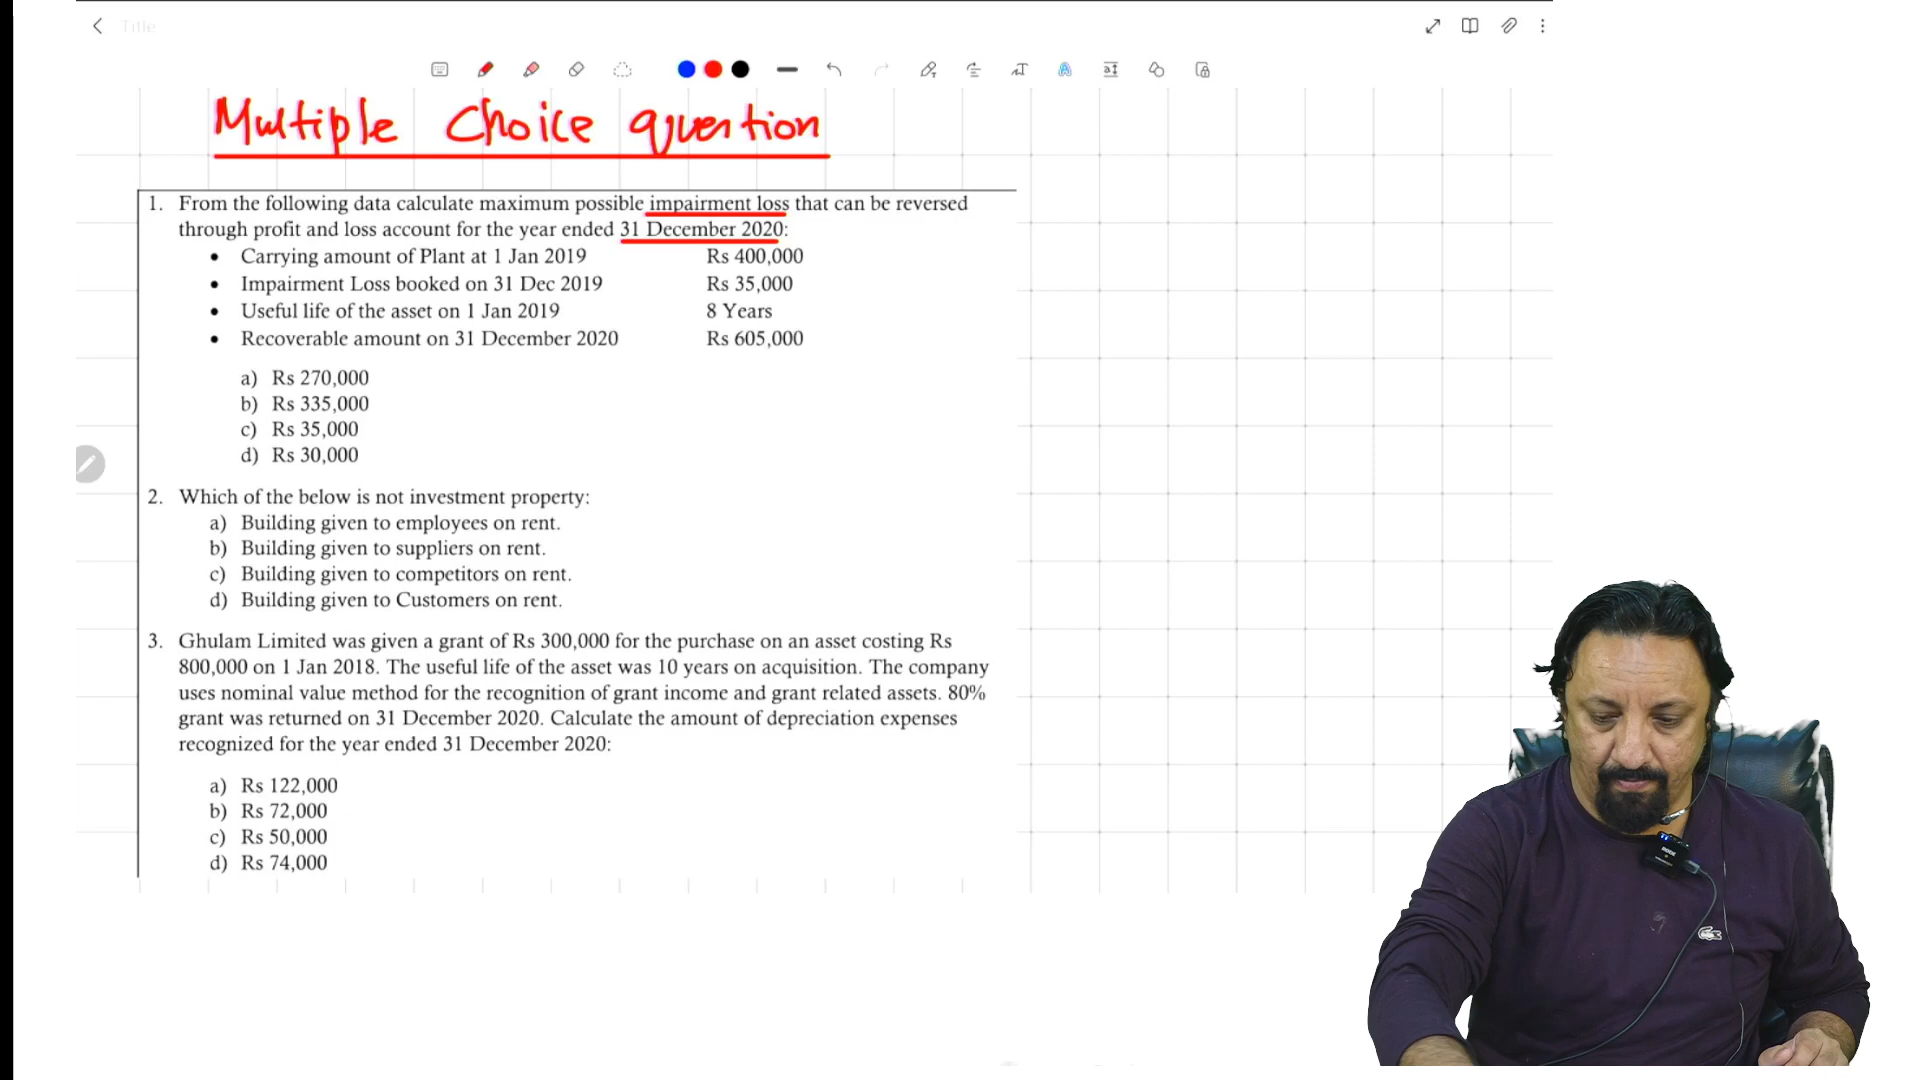 Title
Multiple Choice question
1. From the following data calculate maximum possible impairment loss that can be reversed
through profit and loss account for the year ended 31 December 2020:
• Carrying amount of Plant at 1 Jan 2019 Rs 400,000
• Impairment Loss booked on 31 Dec 2019 Rs 35,000
• Useful life of the asset on 1 Jan 2019 8 Years
• Recoverable amount on 31 December 2020 Rs 605,000
a) Rs 270,000
b) Rs 335,000
c) Rs 35,000
d) Rs 30,000
2. Which of the below is not investment property:
a) Building given to employees on rent.
b) Building given to suppliers on rent.
c) Building given to competitors on rent.
d) Building given to Customers on rent.
3. Ghulam Limited was given a grant of Rs 300,000 for the purchase on an asset costing Rs
800,000 on 1 Jan 2018. The useful life of the asset was 10 years on acquisition. The company
uses nominal value method for the recognition of grant income and grant related assets. 80%
grant was returned on 31 December 2020. Calculate the amount of depreciation expenses
recognized for the year ended 31 December 2020:
a) Rs 122,000
b) Rs 72,000
c) Rs 50,000
d) Rs 74,000